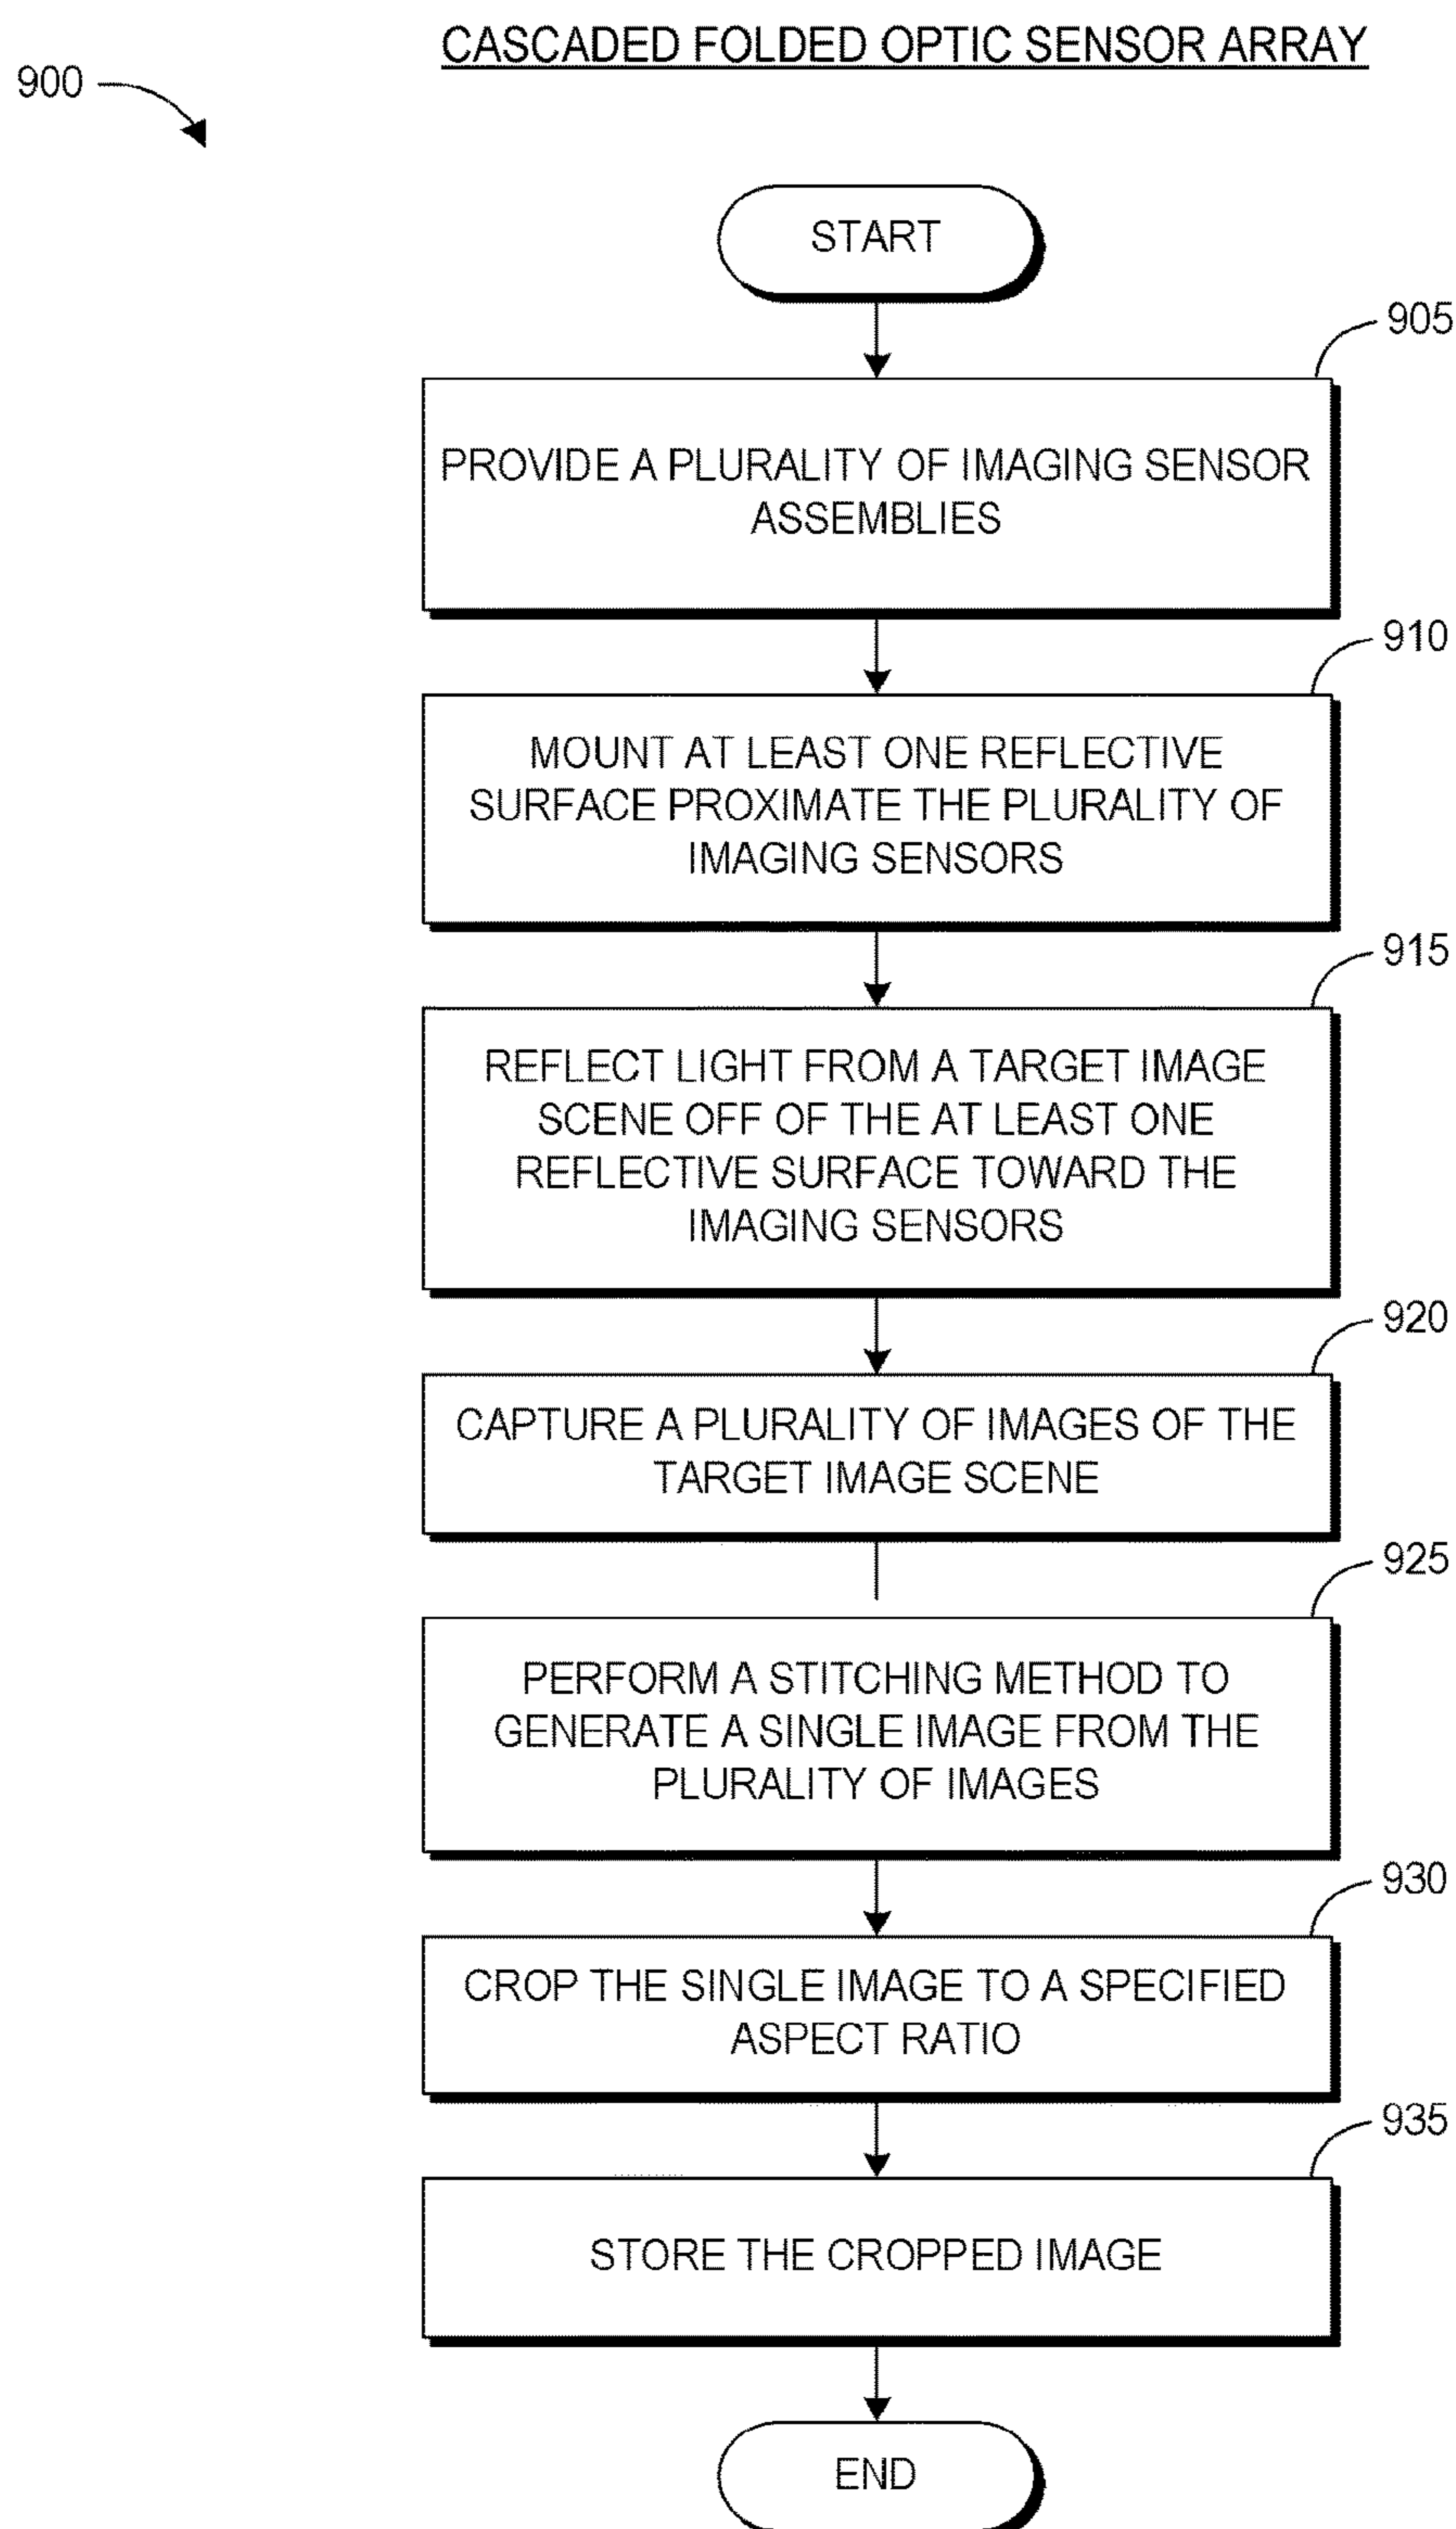 CASCADED FOLDED OPTIC SENSOR ARRAY
900
START
905
PROVIDE A PLURALITY OF IMAGING SENSOR
ASSEMBLIES
910
MOUNT AT LEAST ONE REFLECTIVE
SURFACE PROXIMATE THE PLURALITY OF
IMAGING SENSORS
915
REFLECT LIGHT FROM A TARGET IMAGE
SCENE OFF OF THE AT LEAST ONE
REFLECTIVE SURFACE TOWARD THE
IMAGING SENSORS
920
CAPTURE A PLURALITY OF IMAGES OF THE
TARGET IMAGE SCENE
925
PERFORM A STITCHING METHOD TO
GENERATE A SINGLE IMAGE FROM THE
PLURALITY OF IMAGES
930
CROP THE SINGLE IMAGE TO A SPECIFIED
ASPECT RATIO
935
STORE THE CROPPED IMAGE
END